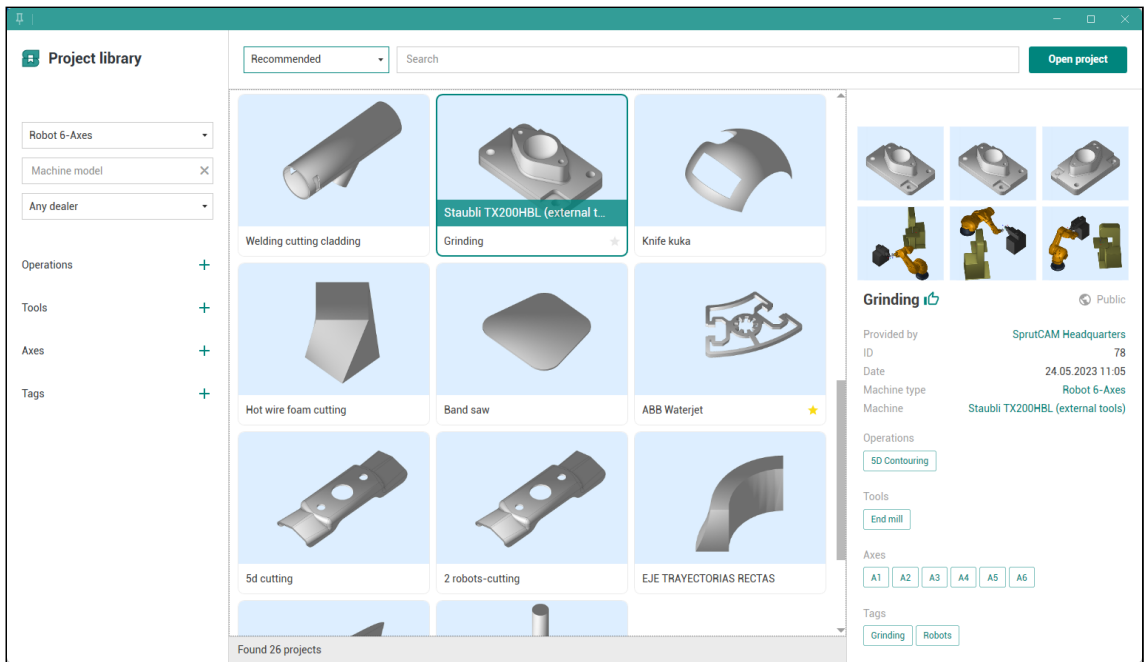 Project library
Recommended
Search
Open project
Robot 6-Axes
Machine model
Any dealer
Operations
Tools
Axes
Tags
Welding cutting cladding
Staubli TX200HBL (external t...
Grinding
Knife kuka
Hot wire foam cutting
Band saw
ABB Waterjet
5d cutting
2 robots-cutting
EJE TRAYECTORIAS RECTAS
Found 26 projects
Grinding
Public
Provided by SprutCAM Headquarters
ID 78
Date 24.05.2023 11:05
Machine type Robot 6-Axes
Machine Staubli TX200HBL (external tools)
Operations
5D Contouring
Tools
End mill
Axes
A1 A2 A3 A4 A5 A6
Tags
Grinding Robots